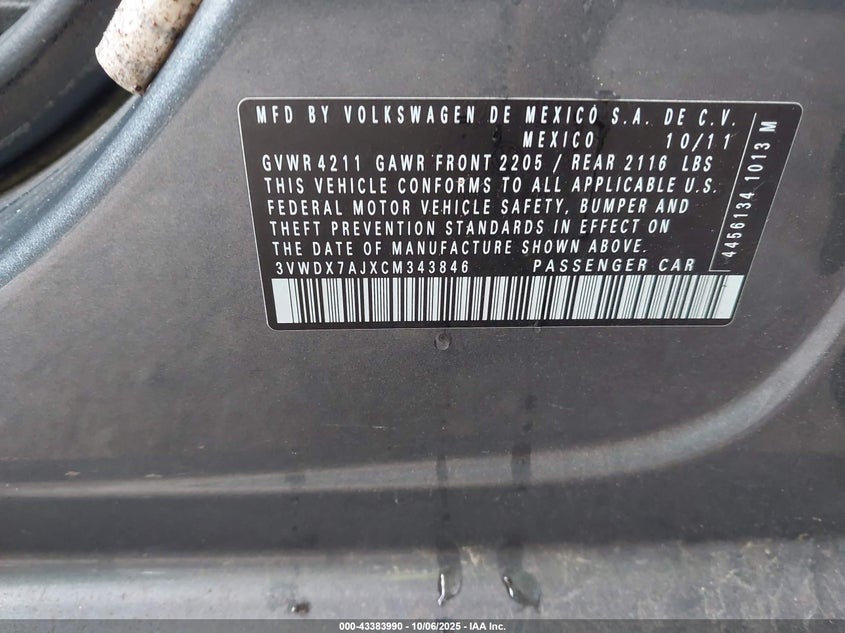 MFD BY VOLKSWAGEN DE MEXICO S.A. DE C.V.
MEXICO 10/11
GVWR 4211 GAWR FRONT 2205 / REAR 2116 LBS
THIS VEHICLE CONFORMS TO ALL APPLICABLE U.S.
FEDERAL MOTOR VEHICLE SAFETY, BUMPER AND
THEFT PREVENTION STANDARDS IN EFFECT ON
THE DATE OF MANUFACTURE SHOWN ABOVE.
3VWDX7AJXCM343846 PASSENGER CAR
4456134 1013 M
000-43383990 - 10/06/2025 - IAA Inc.